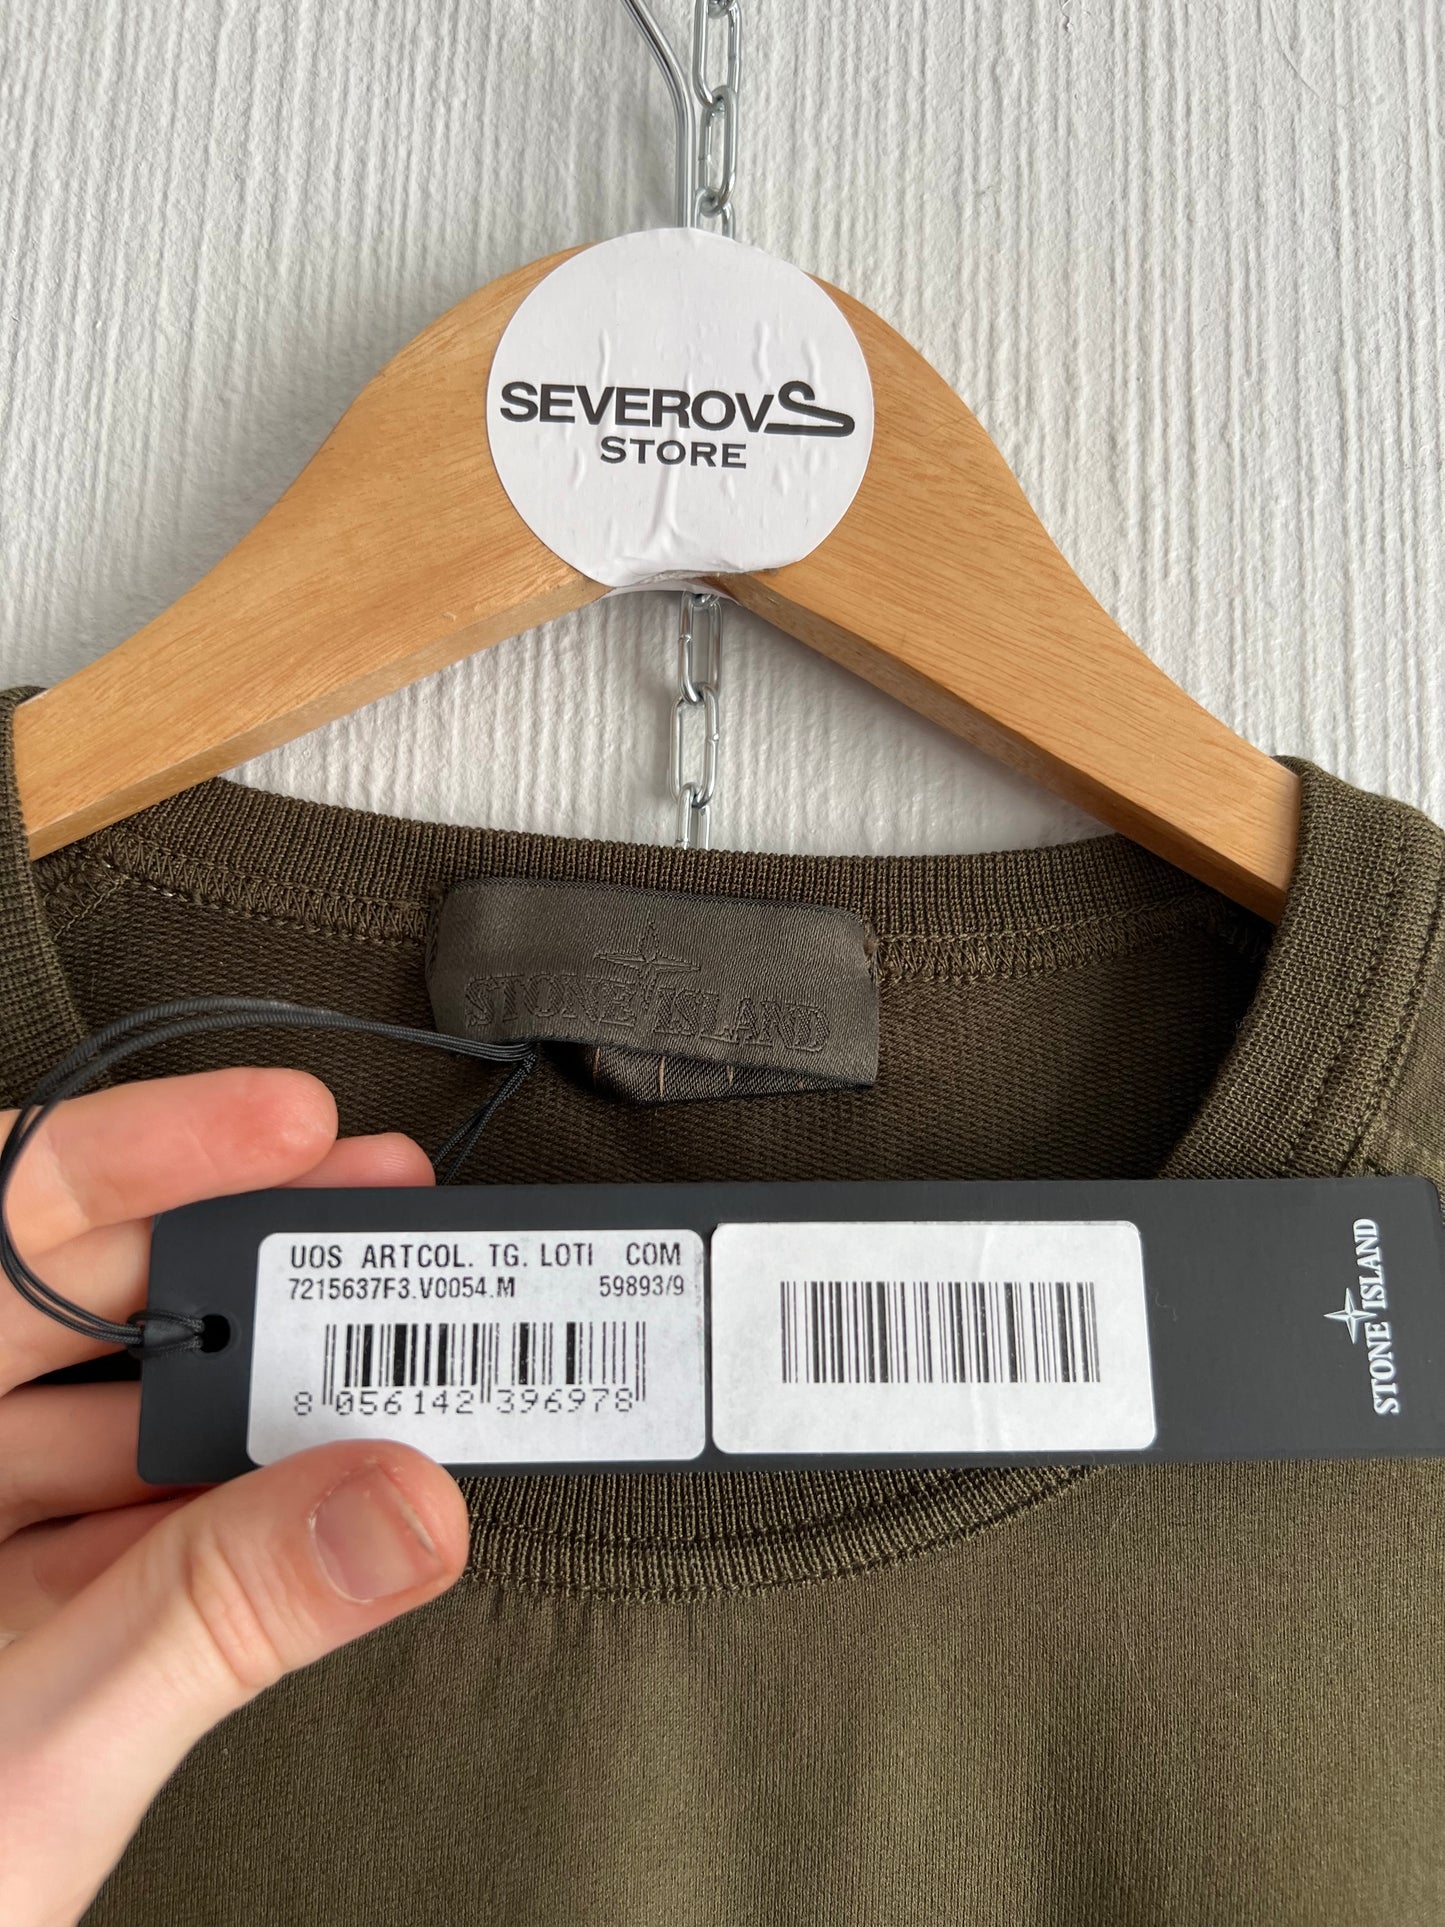 SEVEROVS
STORE
STONE ISLAND
UOS ARTCOL. TG. LOTI COM
7215637F3.V0054.M 59893/9
8 056142 396978
STONE ISLAND